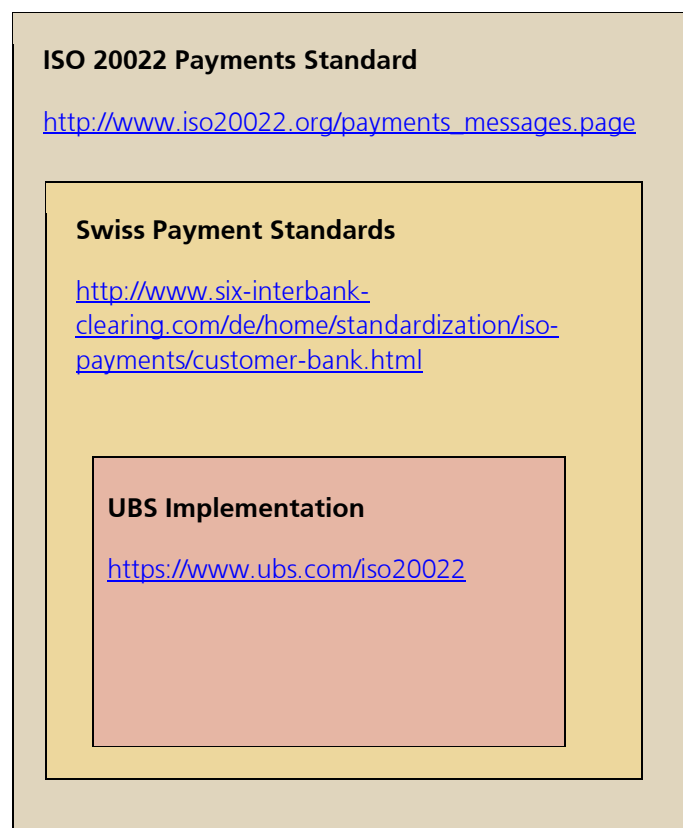 ISO 20022 Payments Standard
http://www.iso20022.org/payments_messages.page
Swiss Payment Standards
http://www.six-interbank-
clearing.com/de/home/standardization/iso-
payments/customer-bank.html
UBS Implementation
https://www.ubs.com/iso20022